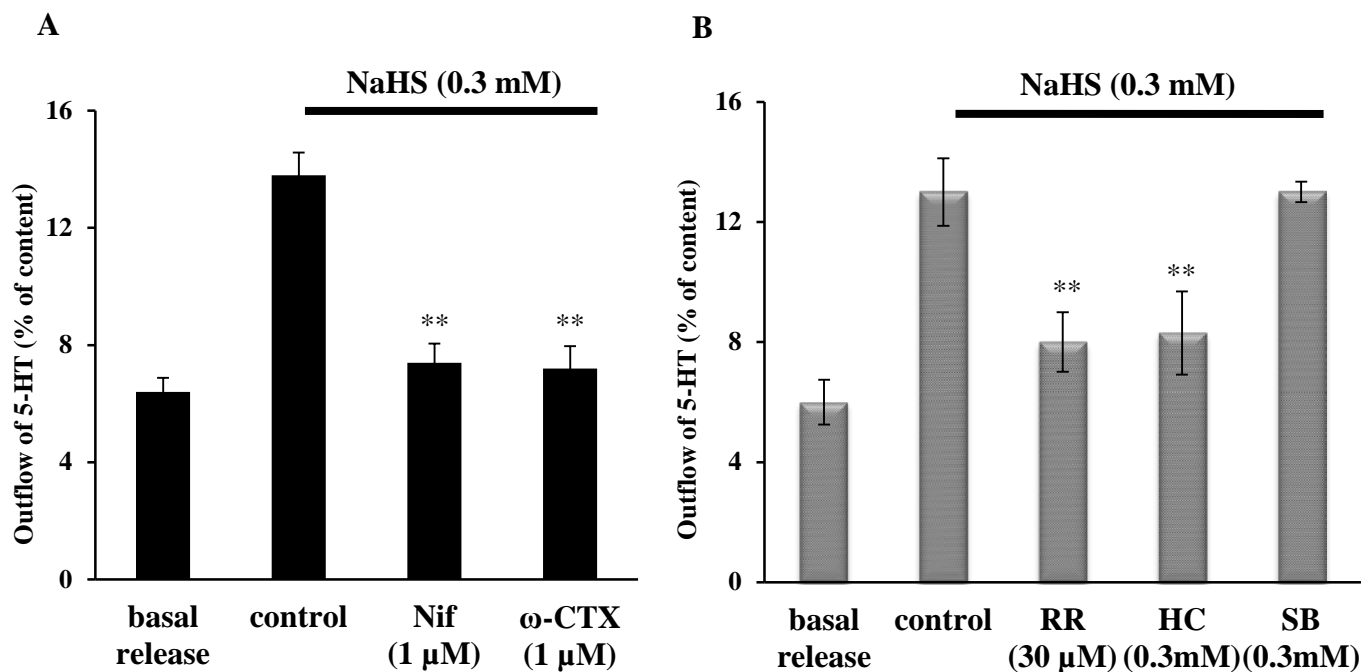 A
NaHS (0.3 mM)
Outflow of 5-HT (% of content)
16
12
8
4
0
**
**
basal release
control
Nif (1 µM)
ω-CTX (1 µM)
B
NaHS (0.3 mM)
Outflow of 5-HT (% of content)
16
12
8
4
0
**
**
basal release
control
RR (30 µM)
HC (0.3mM)
SB (0.3mM)